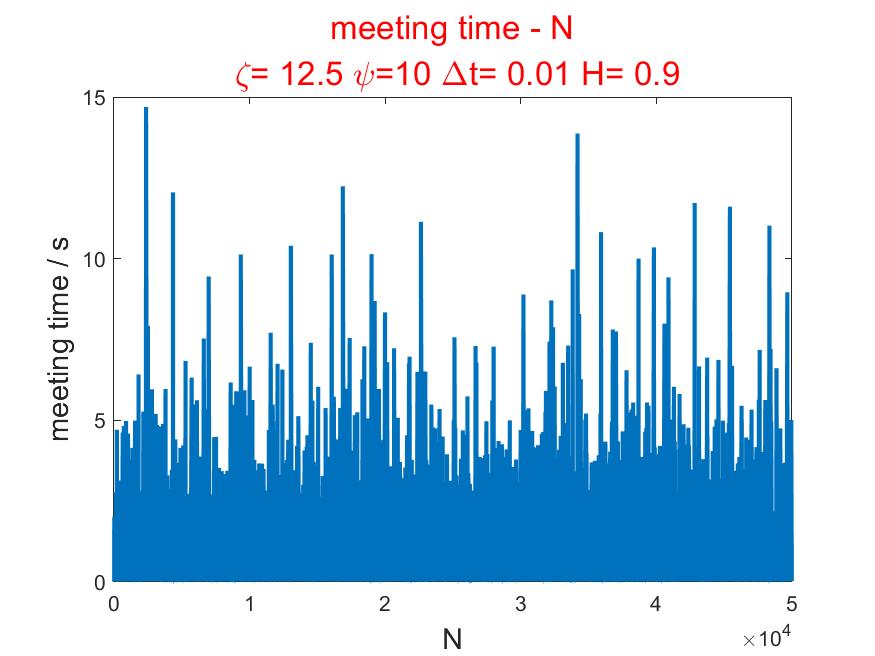 meeting time - N
ζ= 12.5 ψ=10 Δt= 0.01 H= 0.9
15
10
5
0
meeting time / s
0 1 2 3 4 5
×10⁴
N